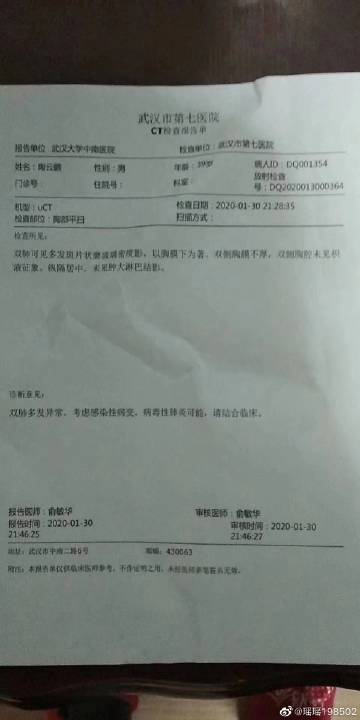 武汉市第七医院
CT检查报告单
报告单位 武汉大学中南医院 检查单位:武汉市第七医院
姓名:陶云鹏 性别:男 年龄:39岁 病人ID:DQ001354
门诊号: 住院号: 科室: 放射检查
号:DQ2020013000364
机型:uCT 检查日期:2020-01-30 21:28:35
检查部位:胸部平扫 扫描方式:
检查所见:
双肺可见多发斑片状磨玻璃密度影,以胸膜下为著。双侧胸膜不厚,双侧胸腔未见积
液征象。纵隔居中,未见肿大淋巴结影。
诊断意见:
双肺多发异常,考虑感染性病变,病毒性肺炎可能,请结合临床。
报告医师:俞敏华 审核医师:俞敏华
报告时间:2020-01-30 审核时间:2020-01-30
21:46:25 21:46:27
地址:武汉市中南二路6号 邮编:430063
附注:本报告单仅供临床医师参考,不作证明之用,未经医师亲笔签名无效。
@瑶瑶198502